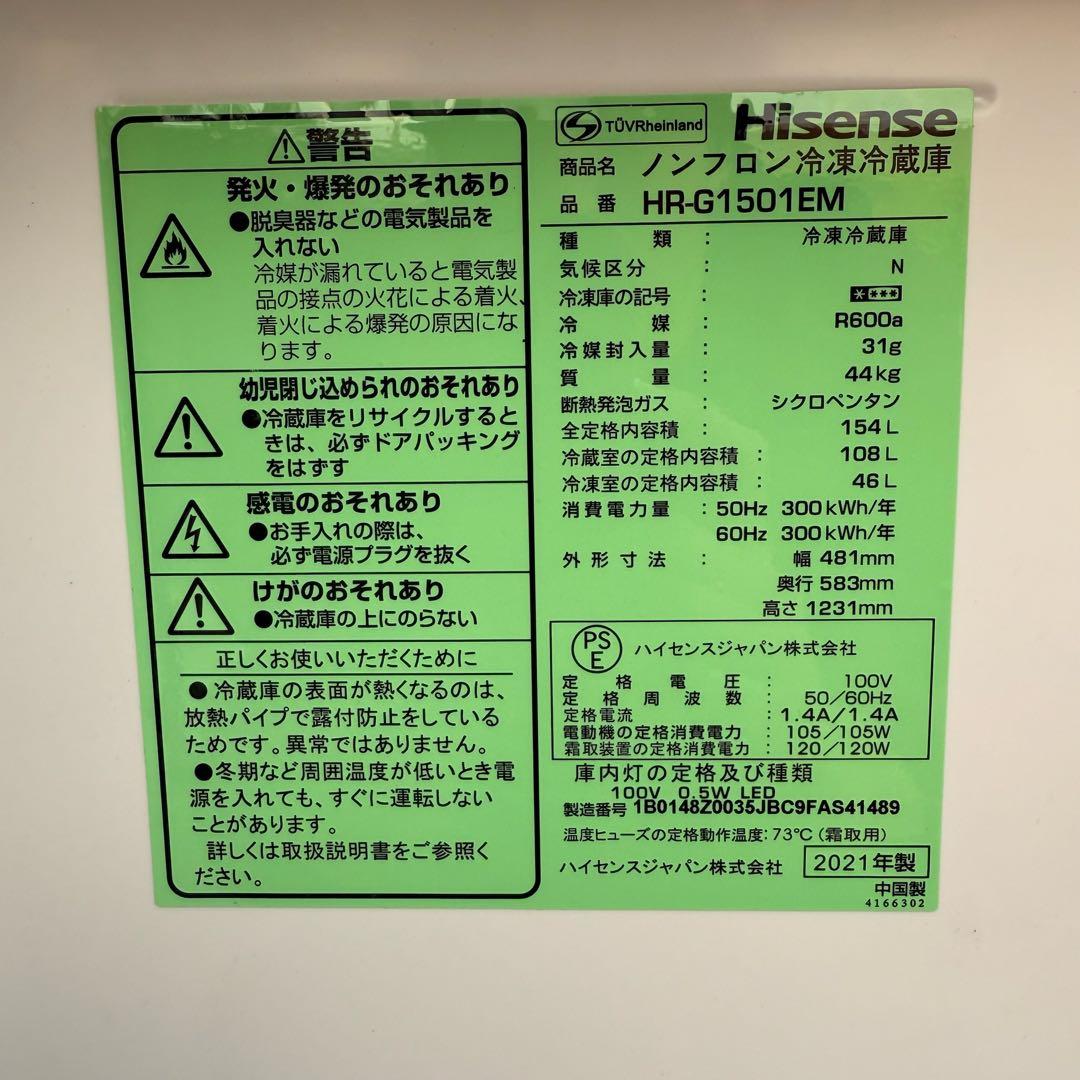 警告
発火・爆発のおそれあり
●脱臭器などの電気製品を
入れない
冷媒が漏れていると電気製
品の接点の火花による着火、
着火による爆発の原因にな
ります。
幼児閉じ込められのおそれあり
●冷蔵庫をリサイクルすると
きは、必ずドアパッキング
をはずす
感電のおそれあり
●お手入れの際は、
必ず電源プラグを抜く
けがのおそれあり
●冷蔵庫の上にのらない
正しくお使いいただくために
●冷蔵庫の表面が熱くなるのは、
放熱パイプで露付防止をしている
ためです。異常ではありません。
●冬期など周囲温度が低いとき電
源を入れても、すぐに運転しない
ことがあります。
詳しくは取扱説明書をご参照く
ださい。
TÜVRheinland Hisense
商品名 ノンフロン冷凍冷蔵庫
品番 HR-G1501EM
種類: 冷凍冷蔵庫
気候区分: N
冷凍庫の記号: ****
冷媒: R600a
冷媒封入量: 31g
質量: 44kg
断熱発泡ガス: シクロペンタン
全定格内容積: 154L
冷蔵室の定格内容積: 108L
冷凍室の定格内容積: 46L
消費電力量: 50Hz 300kWh/年
60Hz 300kWh/年
外形寸法: 幅 481mm
奥行 583mm
高さ 1231mm
PSE ハイセンスジャパン株式会社
定格電圧: 100V
定格周波数: 50/60Hz
定格電流: 1.4A/1.4A
電動機の定格消費電力: 105/105W
霜取装置の定格消費電力: 120/120W
庫内灯の定格及び種類
100V 0.5W LED
製造番号 1B0148Z0035JBC9FAS41489
温度ヒューズの定格動作温度:73℃(霜取用)
ハイセンスジャパン株式会社 2021年製
中国製
4166302